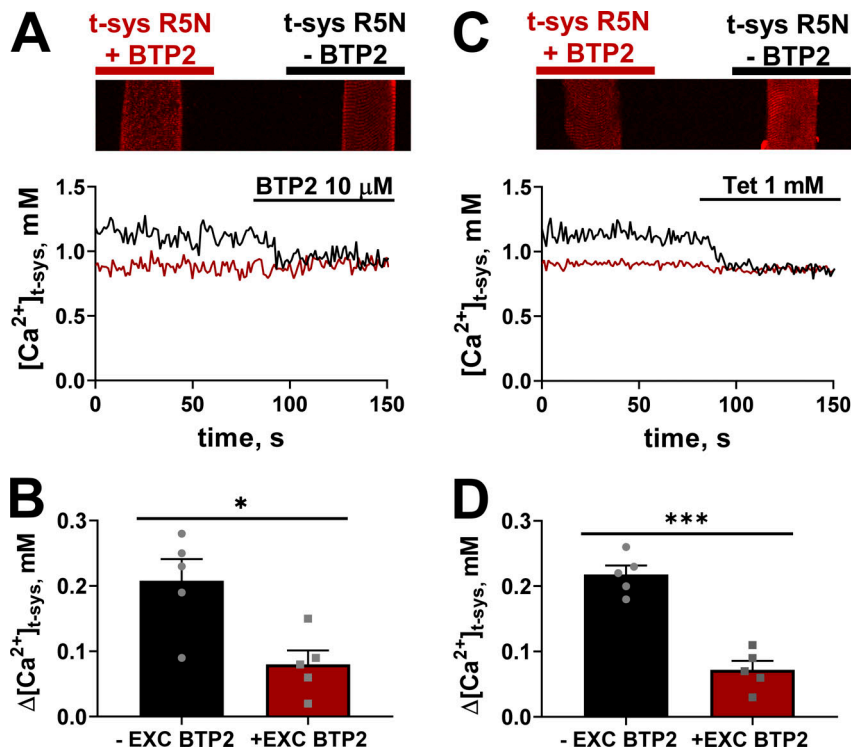 A
t-sys R5N
+ BTP2
t-sys R5N
- BTP2
BTP2 10 μM
[Ca2+]t-sys, mM
1.5
1.0
0.5
0.0
0 50 100 150
time, s
C
t-sys R5N
+ BTP2
t-sys R5N
- BTP2
Tet 1 mM
[Ca2+]t-sys, mM
1.5
1.0
0.5
0.0
0 50 100 150
time, s
B
*
Δ[Ca2+]t-sys, mM
0.3
0.2
0.1
0.0
- EXC BTP2 +EXC BTP2
D
***
Δ[Ca2+]t-sys, mM
0.3
0.2
0.1
0.0
- EXC BTP2 +EXC BTP2